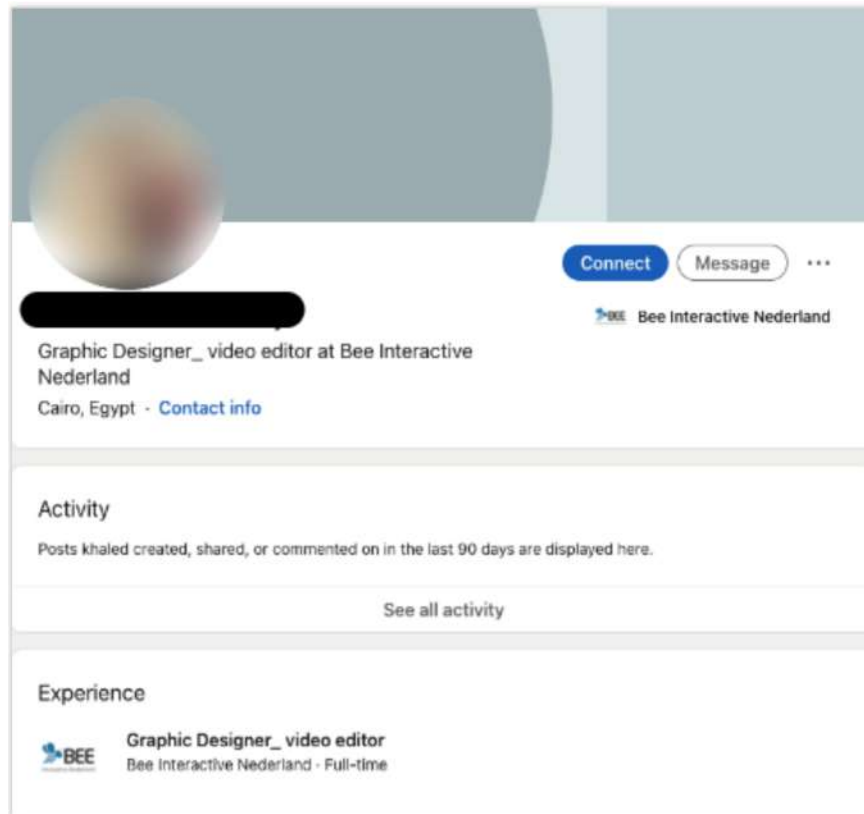 Connect
Message
BEE Bee Interactive Nederland
Graphic Designer_ video editor at Bee Interactive
Nederland
Cairo, Egypt · Contact info
Activity
Posts khaled created, shared, or commented on in the last 90 days are displayed here.
See all activity
Experience
Graphic Designer_ video editor
BEE
Bee Interactive Nederland · Full-time